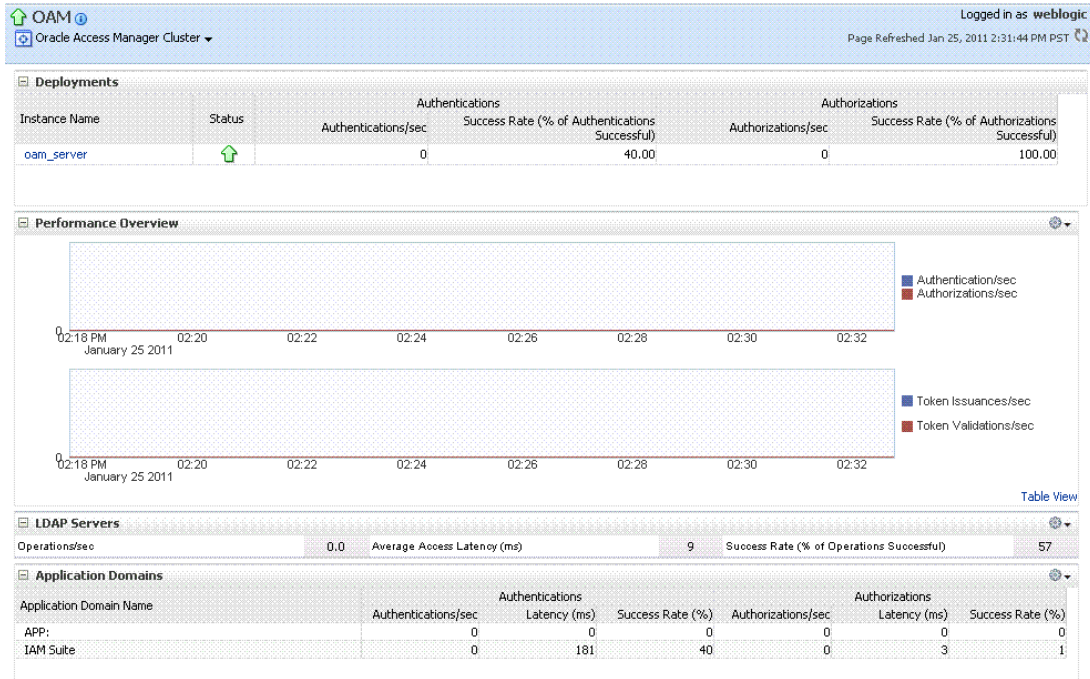 OAM
Logged in as weblogic
Oracle Access Manager Cluster
Page Refreshed Jan 25, 2011 2:31:44 PM PST
Deployments
Authentications Authorizations
Instance Name Status Authentications/sec Success Rate (% of Authentications Successful) Authorizations/sec Success Rate (% of Authorizations Successful)
oam_server 0 40.00 0 100.00
Performance Overview
Authentication/sec
Authorizations/sec
0
02:18 PM 02:20 02:22 02:24 02:26 02:28 02:30 02:32
January 25 2011
Token Issuances/sec
Token Validations/sec
0
02:18 PM 02:20 02:22 02:24 02:26 02:28 02:30 02:32
January 25 2011
Table View
LDAP Servers
Operations/sec 0.0 Average Access Latency (ms) 9 Success Rate (% of Operations Successful) 57
Application Domains
Authentications Authorizations
Application Domain Name Authentications/sec Latency (ms) Success Rate (%) Authorizations/sec Latency (ms) Success Rate (%)
APP: 0 0 0 0 0 0
IAM Suite 0 181 40 0 3 1